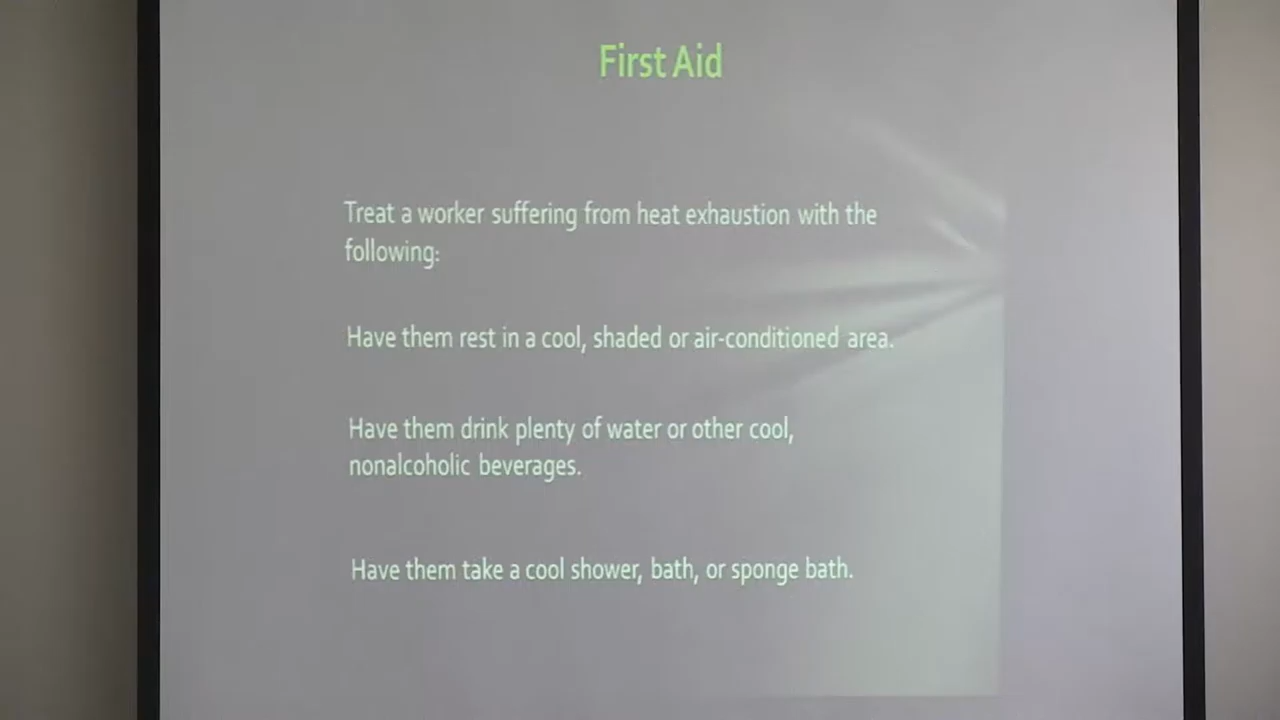 First Aid
Treat a worker suffering from heat exhaustion with the
following:
Have them rest in a cool, shaded or air-conditioned area.
Have them drink plenty of water or other cool,
nonalcoholic beverages.
Have them take a cool shower, bath, or sponge bath.